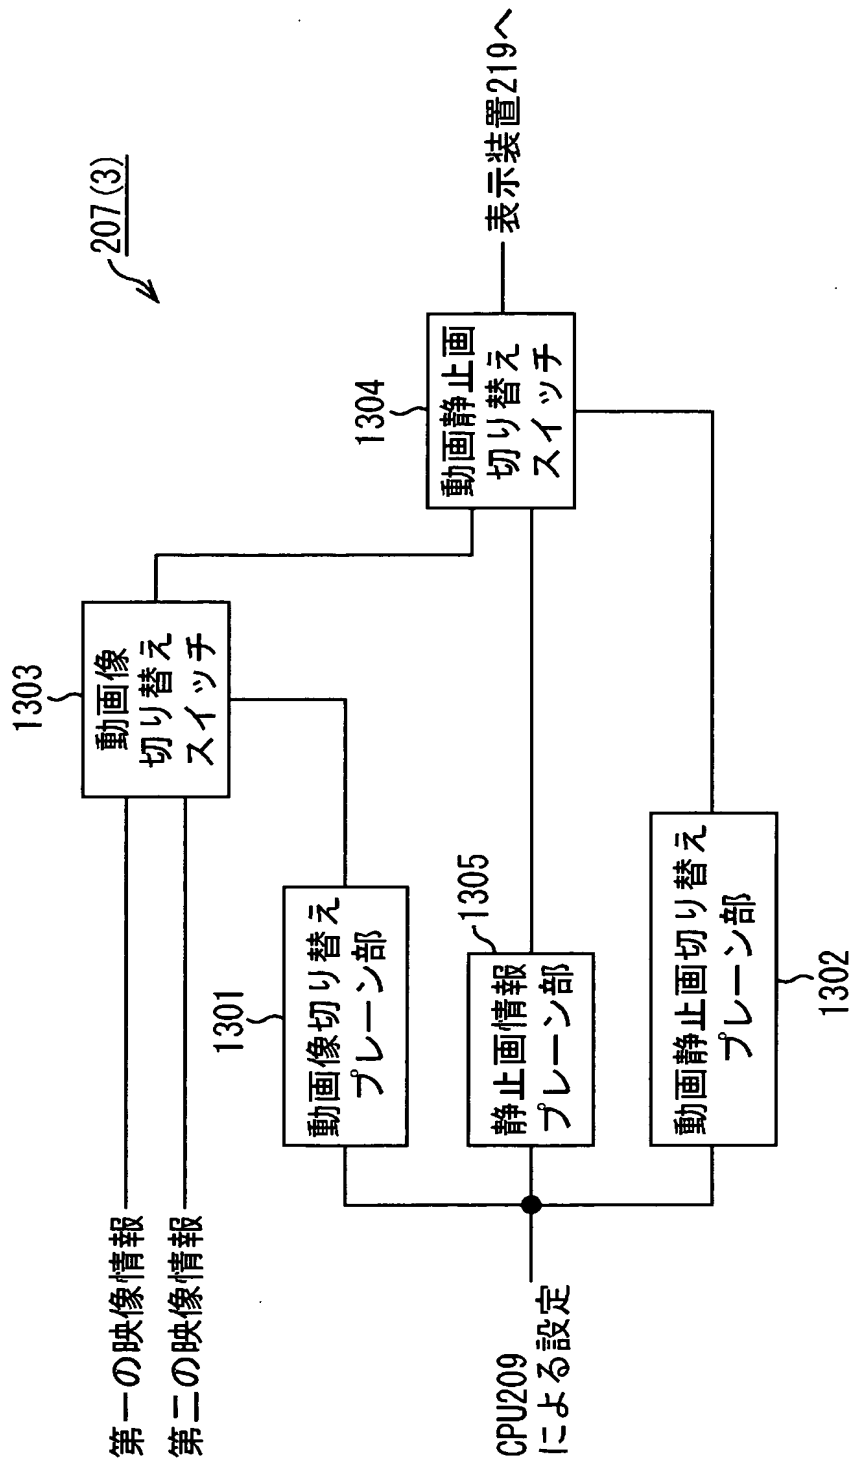 207(3)
1303
動画像
切り替え
スイッチ
1304
動画静止画
切り替え
スイッチ
表示装置219へ
第一の映像情報
第二の映像情報
1301
動画像切り替え
プレーン部
1305
静止画情報
プレーン部
動画静止画切り替え
プレーン部
1302
CPU209
による設定